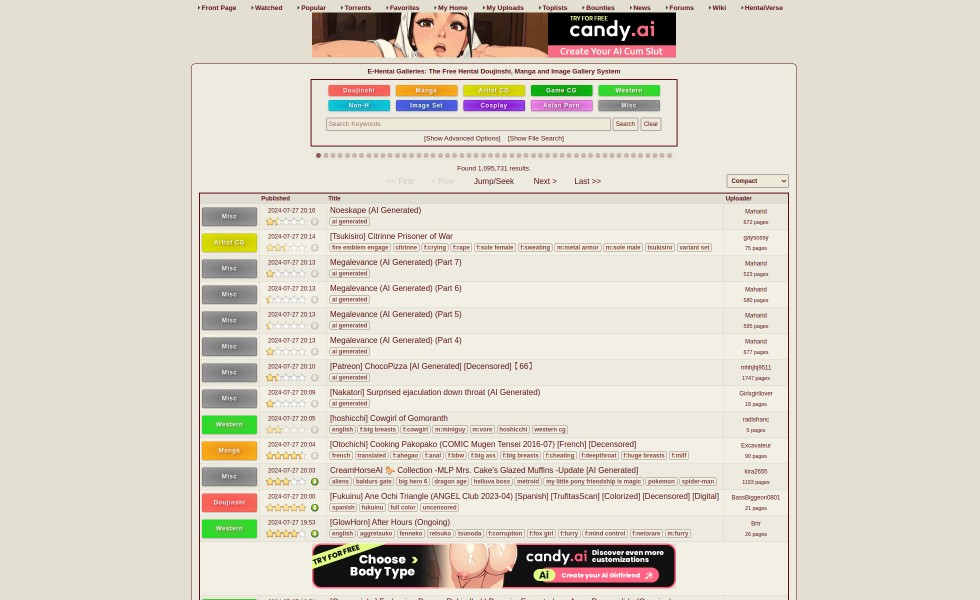 Front Page Watched Popular Torrents Favorites My Home My Uploads Toplists Bounties News Forums Wiki HentaiVerse
TRY FOR FREE
candy.ai
Create Your AI Cum Slut
E-Hentai Galleries: The Free Hentai Doujinshi, Manga and Image Gallery System
Doujinshi Manga Artist CG Game CG Western
Non-H Image Set Cosplay Asian Porn Misc
Search Keywords Search Clear
[Show Advanced Options] [Show File Search]
Found 1,095,731 results.
<< First < Prev Jump/Seek Next > Last >> Compact
Published Title Uploader
Misc 2024-07-27 20:16 Noeskape (AI Generated) Maharid
ai generated 672 pages
Artist CG 2024-07-27 20:14 [Tsukisiro] Citrinne Prisoner of War gaysossy
fire emblem engage citrinne f:crying f:rape f:sole female f:sweating m:metal armor m:sole male tsukisiro variant set 75 pages
Misc 2024-07-27 20:13 Megalevance (AI Generated) (Part 7) Maharid
ai generated 523 pages
Misc 2024-07-27 20:13 Megalevance (AI Generated) (Part 6) Maharid
ai generated 580 pages
Misc 2024-07-27 20:13 Megalevance (AI Generated) (Part 5) Maharid
ai generated 595 pages
Misc 2024-07-27 20:13 Megalevance (AI Generated) (Part 4) Maharid
ai generated 677 pages
Misc 2024-07-27 20:10 [Patreon] ChocoPizza [AI Generated] [Decensored]【66】 mhhjhj9511
ai generated 1747 pages
Misc 2024-07-27 20:09 [Nakatori] Surprised ejaculation down throat (AI Generated) Girlxgirllover
ai generated 18 pages
Western 2024-07-27 20:05 [hoshicchi] Cowgirl of Gomoranth radisfranc
english f:big breasts f:cowgirl m:miniguy m:vore hoshicchi western cg 5 pages
Manga 2024-07-27 20:04 [Otochichi] Cooking Pakopako (COMIC Mugen Tensei 2016-07) [French] [Decensored] Excavateur
french translated f:ahegao f:anal f:bbw f:big ass f:big breasts f:cheating f:deepthroat f:huge breasts f:milf 90 pages
Misc 2024-07-27 20:03 CreamHorseAI Collection -MLP Mrs. Cake's Glazed Muffins -Update [AI Generated] kira2655
aliens baldurs gate big hero 6 dragon age helluva boss metroid my little pony friendship is magic pokemon spider-man 1193 pages
Doujinshi 2024-07-27 20:00 [Fukuinu] Ane Ochi Triangle (ANGEL Club 2023-04) [Spanish] [TrufitasScan] [Colorized] [Decensored] [Digital] BassBiggeon0801
spanish fukuinu full color uncensored 21 pages
Western 2024-07-27 19:53 [GlowHorn] After Hours (Ongoing) Brtr
english aggretsuko fenneko retsuko tsunoda f:corruption f:fox girl f:furry f:mind control f:netorare m:furry 26 pages
TRY FOR FREE
Choose > Body Type
candy.ai Discover even more customizations
Ai Create your AI Girlfriend